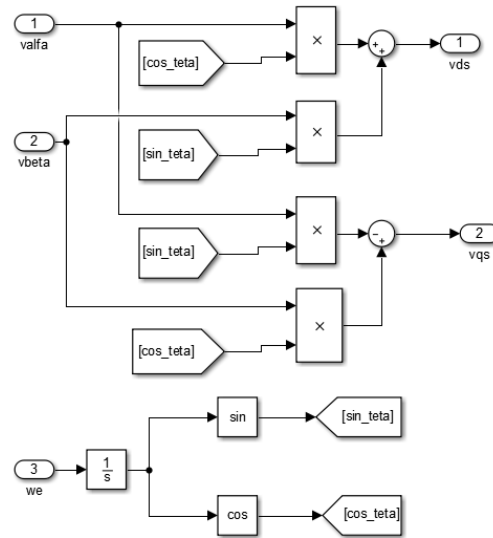 1
valfa
[cos_teta]
×
+
+
1
vds
2
vbeta
[sin_teta]
×
[sin_teta]
×
−
+
2
vqs
[cos_teta]
×
3
we
1
s
sin
[sin_teta]
cos
[cos_teta]